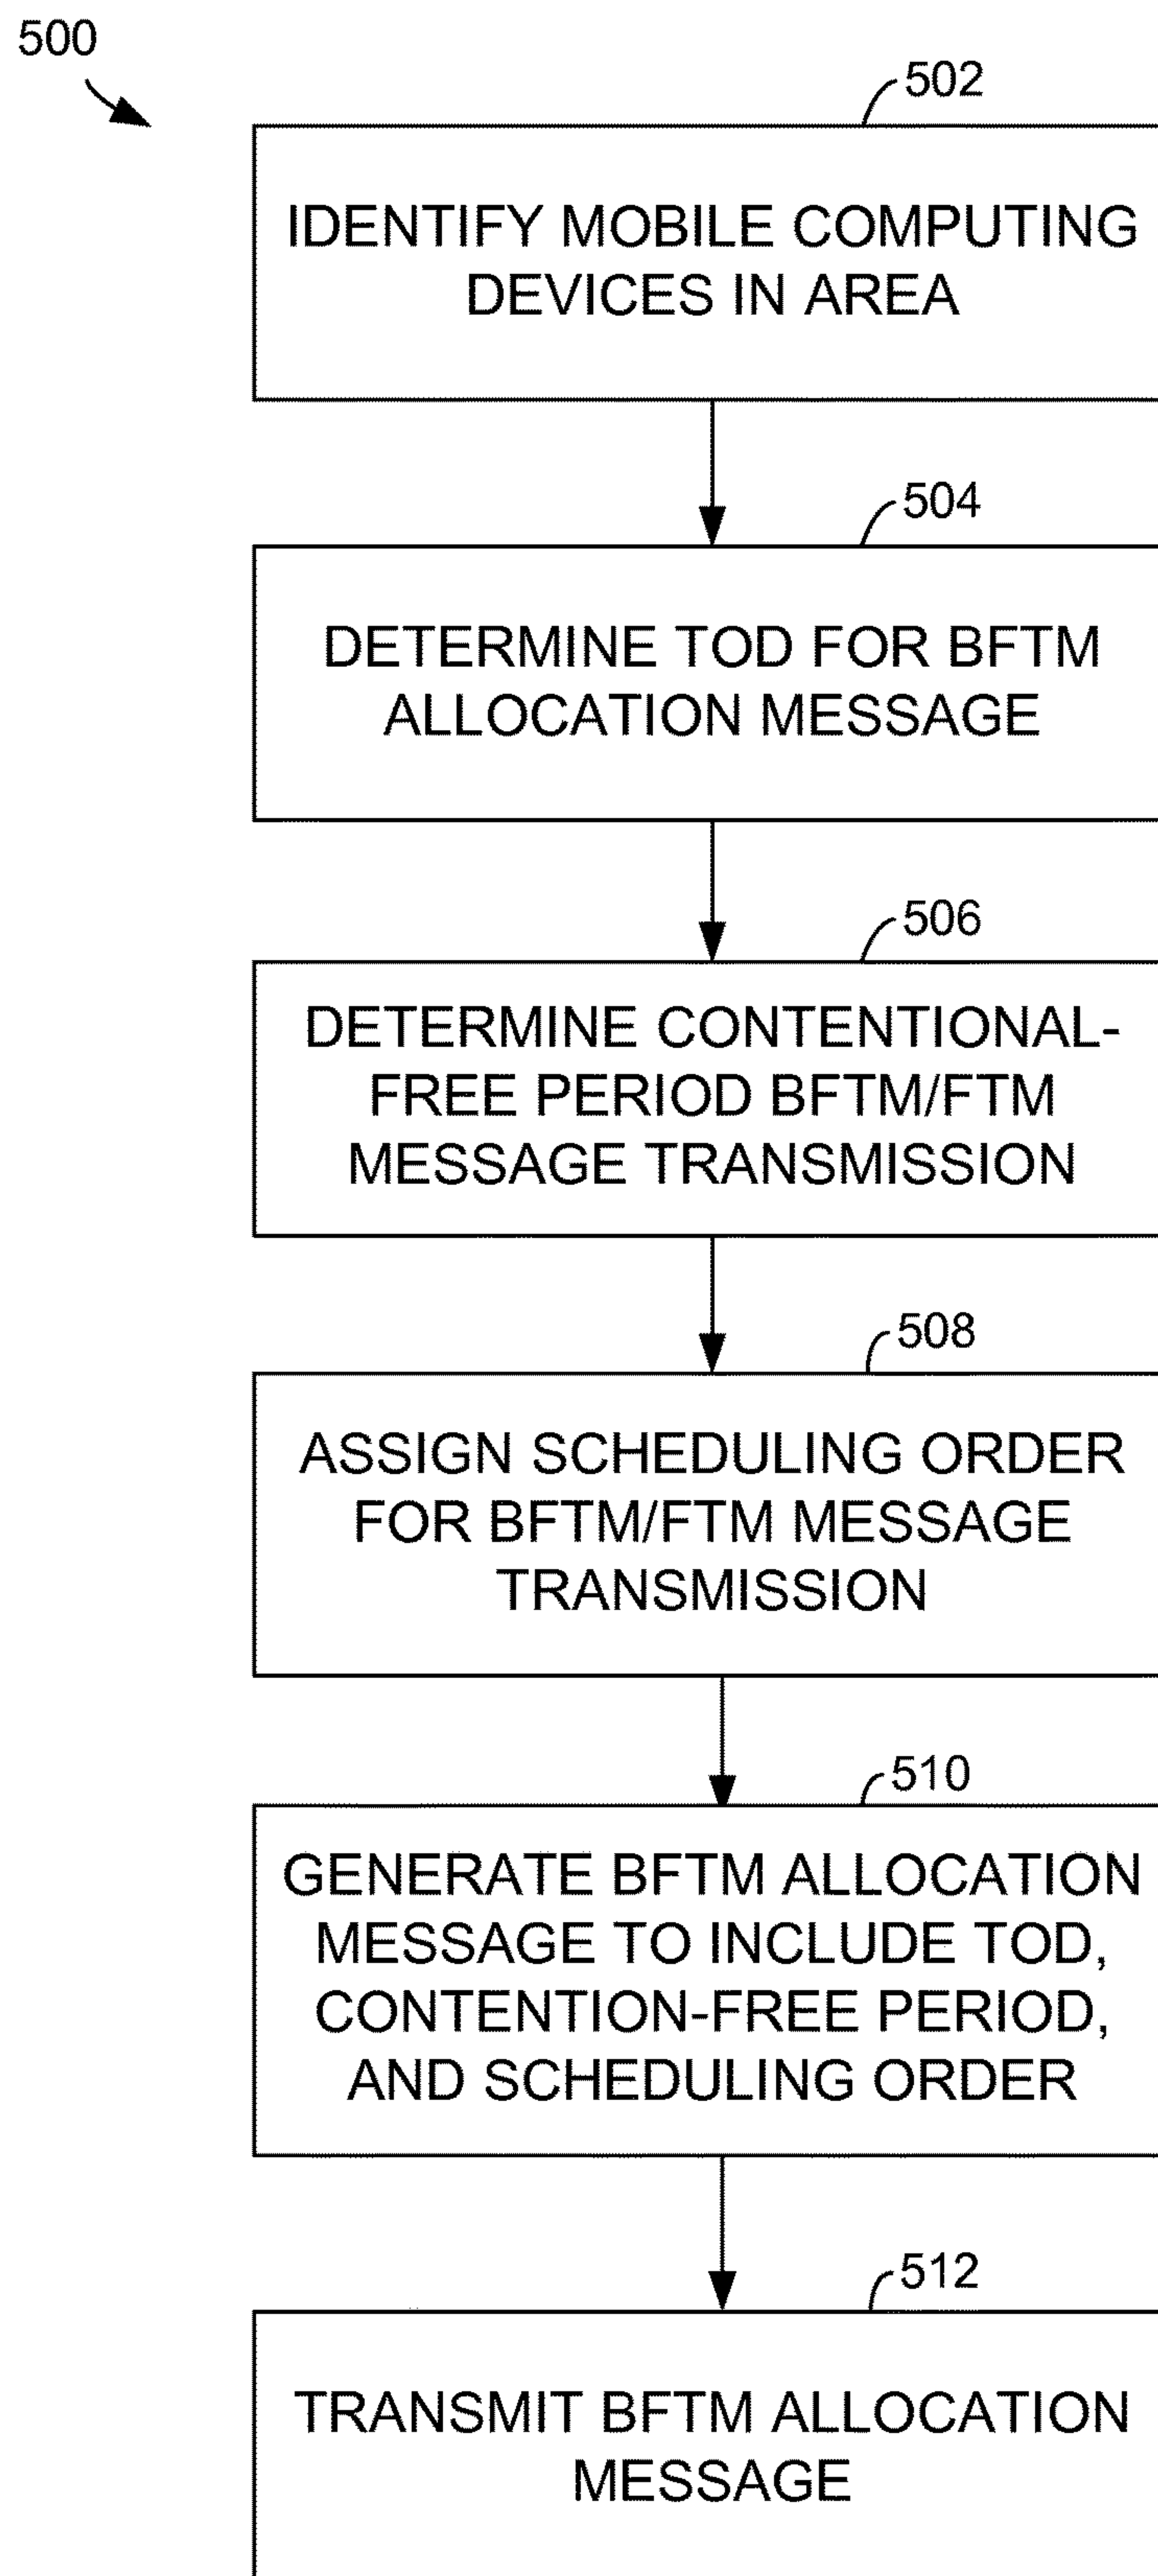 500
502
IDENTIFY MOBILE COMPUTING
DEVICES IN AREA
504
DETERMINE TOD FOR BFTM
ALLOCATION MESSAGE
506
DETERMINE CONTENTIONAL-
FREE PERIOD BFTM/FTM
MESSAGE TRANSMISSION
508
ASSIGN SCHEDULING ORDER
FOR BFTM/FTM MESSAGE
TRANSMISSION
510
GENERATE BFTM ALLOCATION
MESSAGE TO INCLUDE TOD,
CONTENTION-FREE PERIOD,
AND SCHEDULING ORDER
512
TRANSMIT BFTM ALLOCATION
MESSAGE